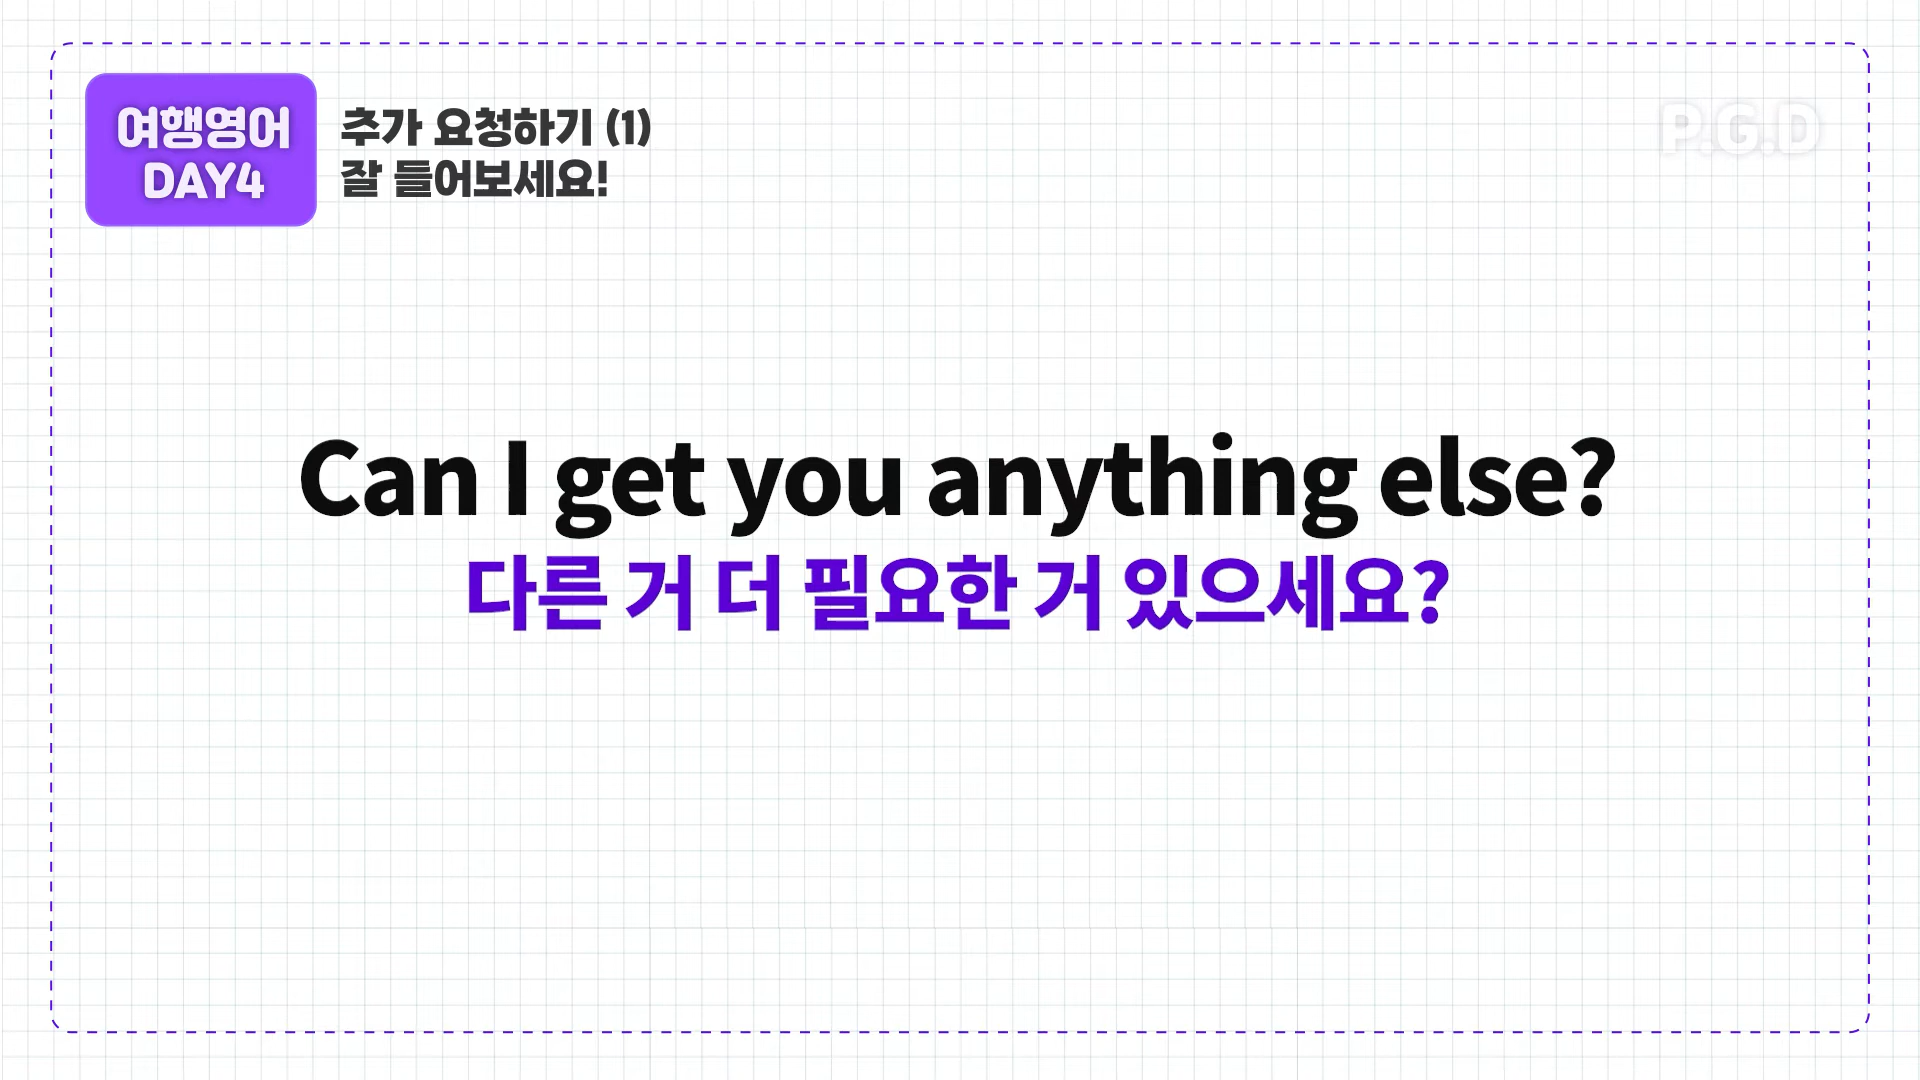 여행영어
DAY4
추가 요청하기 (1)
잘 들어보세요!
P.G.D
Can I get you anything else?
다른 거 더 필요한 거 있으세요?